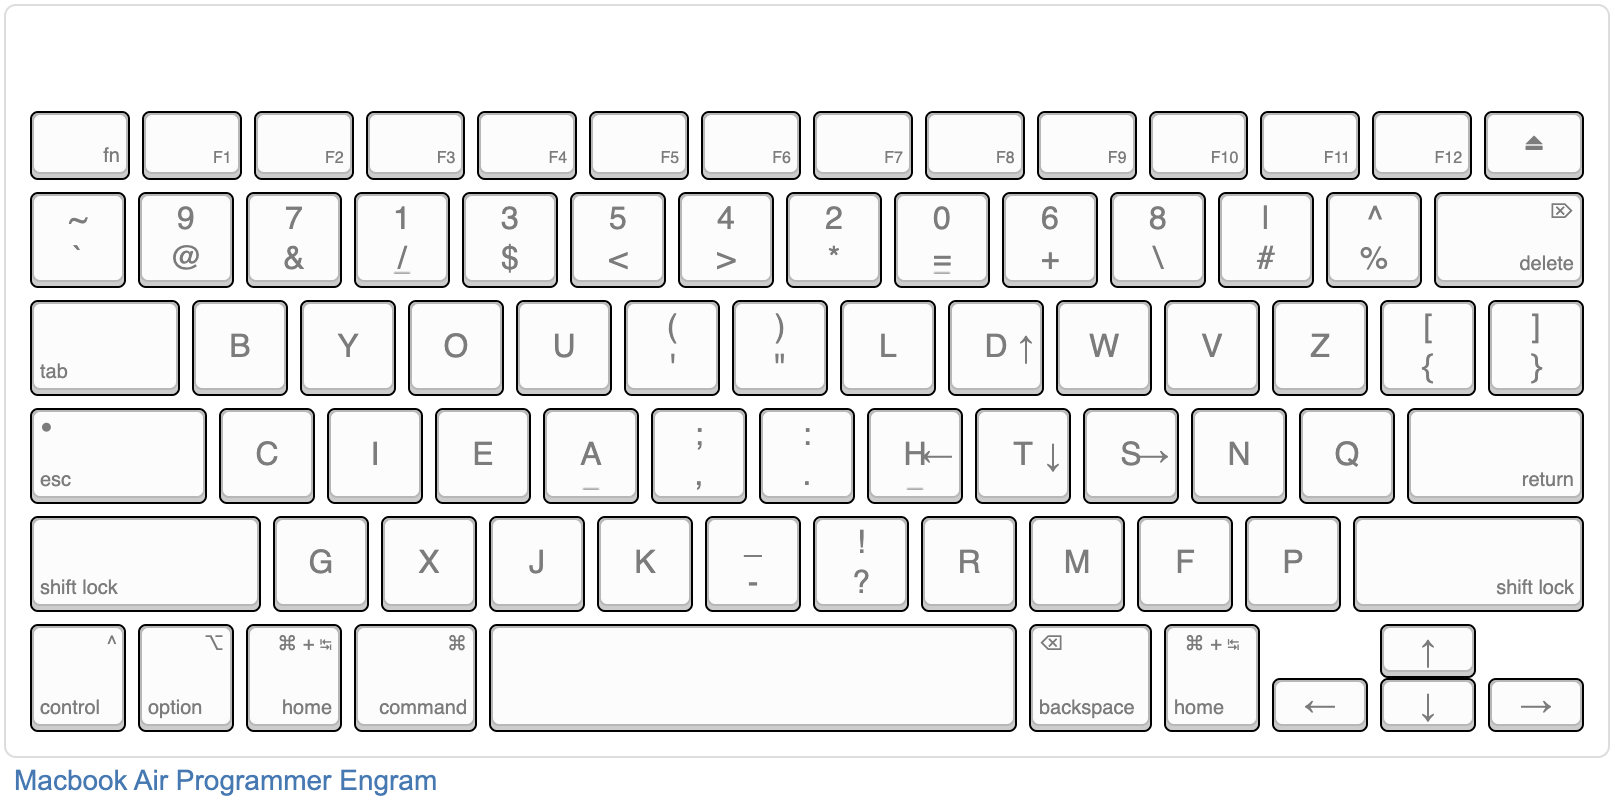 fn F1 F2 F3 F4 F5 F6 F7 F8 F9 F10 F11 F12 ⏏
~ 9 7 1 3 5 4 2 0 6 8 | ^ ⌦
` @ & / $ < > * = + \ # % delete
tab B Y O U ( ) L D ↑ W V Z [ ]
' " { }
• ; :
esc C I E A , . H ← T ↓ S → N Q return
shift lock G X J K _ ! R M F P shift lock
- ?
^ ⌥ ⌘ + ↹ ⌘ ⌫ ⌘ + ↹ ↑
control option home command backspace home ← ↓ →
Macbook Air Programmer Engram